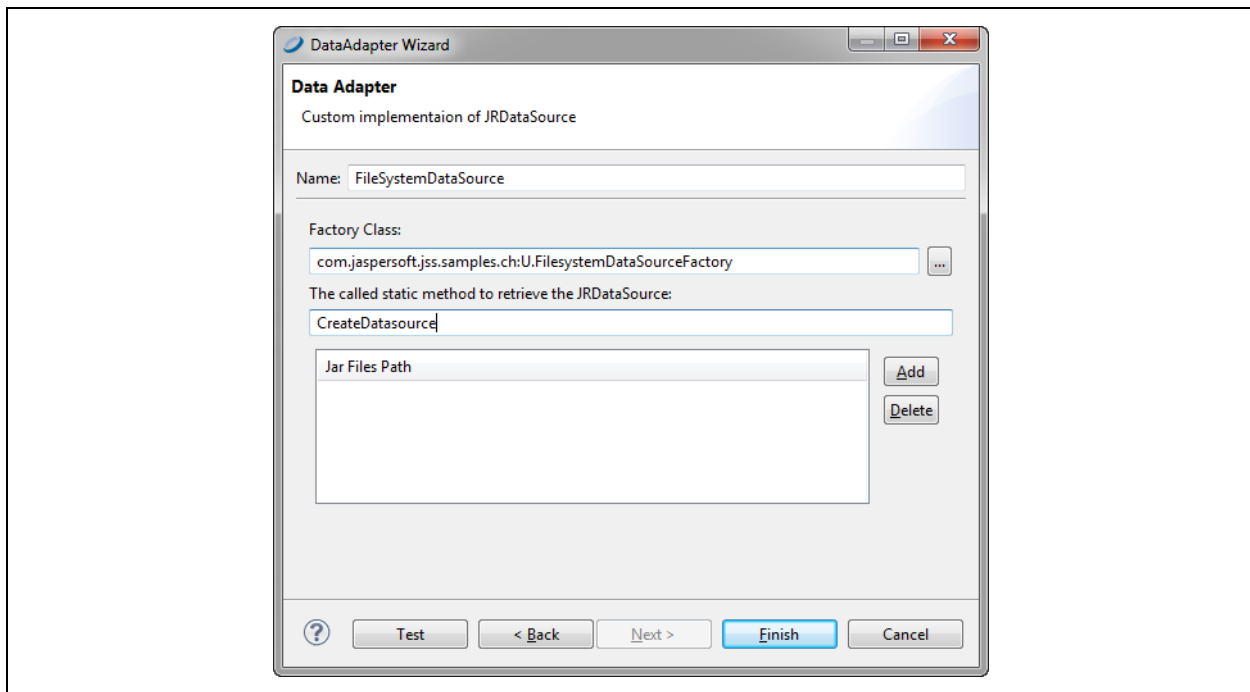 DataAdapter Wizard
Data Adapter
Custom implementaion of JRDataSource
Name: FileSystemDataSource
Factory Class:
com.jaspersoft.jss.samples.ch:U.FilesystemDataSourceFactory ...
The called static method to retrieve the JRDataSource:
CreateDatasource
Jar Files Path
Add
Delete
? Test < Back Next > Finish Cancel